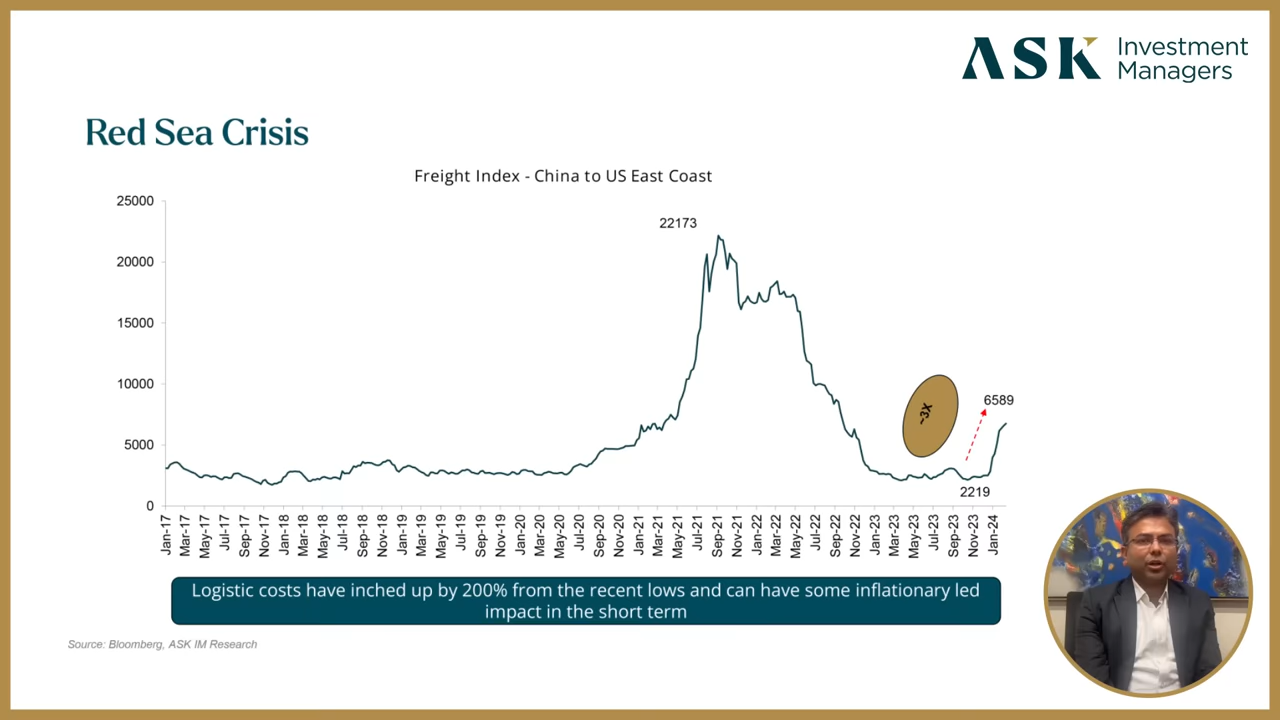 ASK Investment
Managers
Red Sea Crisis
Freight Index - China to US East Coast
25000
20000
15000
10000
5000
0
22173
~3X
6589
2219
Jan-17
Mar-17
May-17
Jul-17
Sep-17
Nov-17
Jan-18
Mar-18
May-18
Jul-18
Sep-18
Nov-18
Jan-19
Mar-19
May-19
Jul-19
Sep-19
Nov-19
Jan-20
Mar-20
May-20
Jul-20
Sep-20
Nov-20
Jan-21
Mar-21
May-21
Jul-21
Sep-21
Nov-21
Jan-22
Mar-22
May-22
Jul-22
Sep-22
Nov-22
Jan-23
Mar-23
May-23
Jul-23
Sep-23
Nov-23
Jan-24
Logistic costs have inched up by 200% from the recent lows and can have some inflationary led
impact in the short term
Source: Bloomberg, ASK IM Research